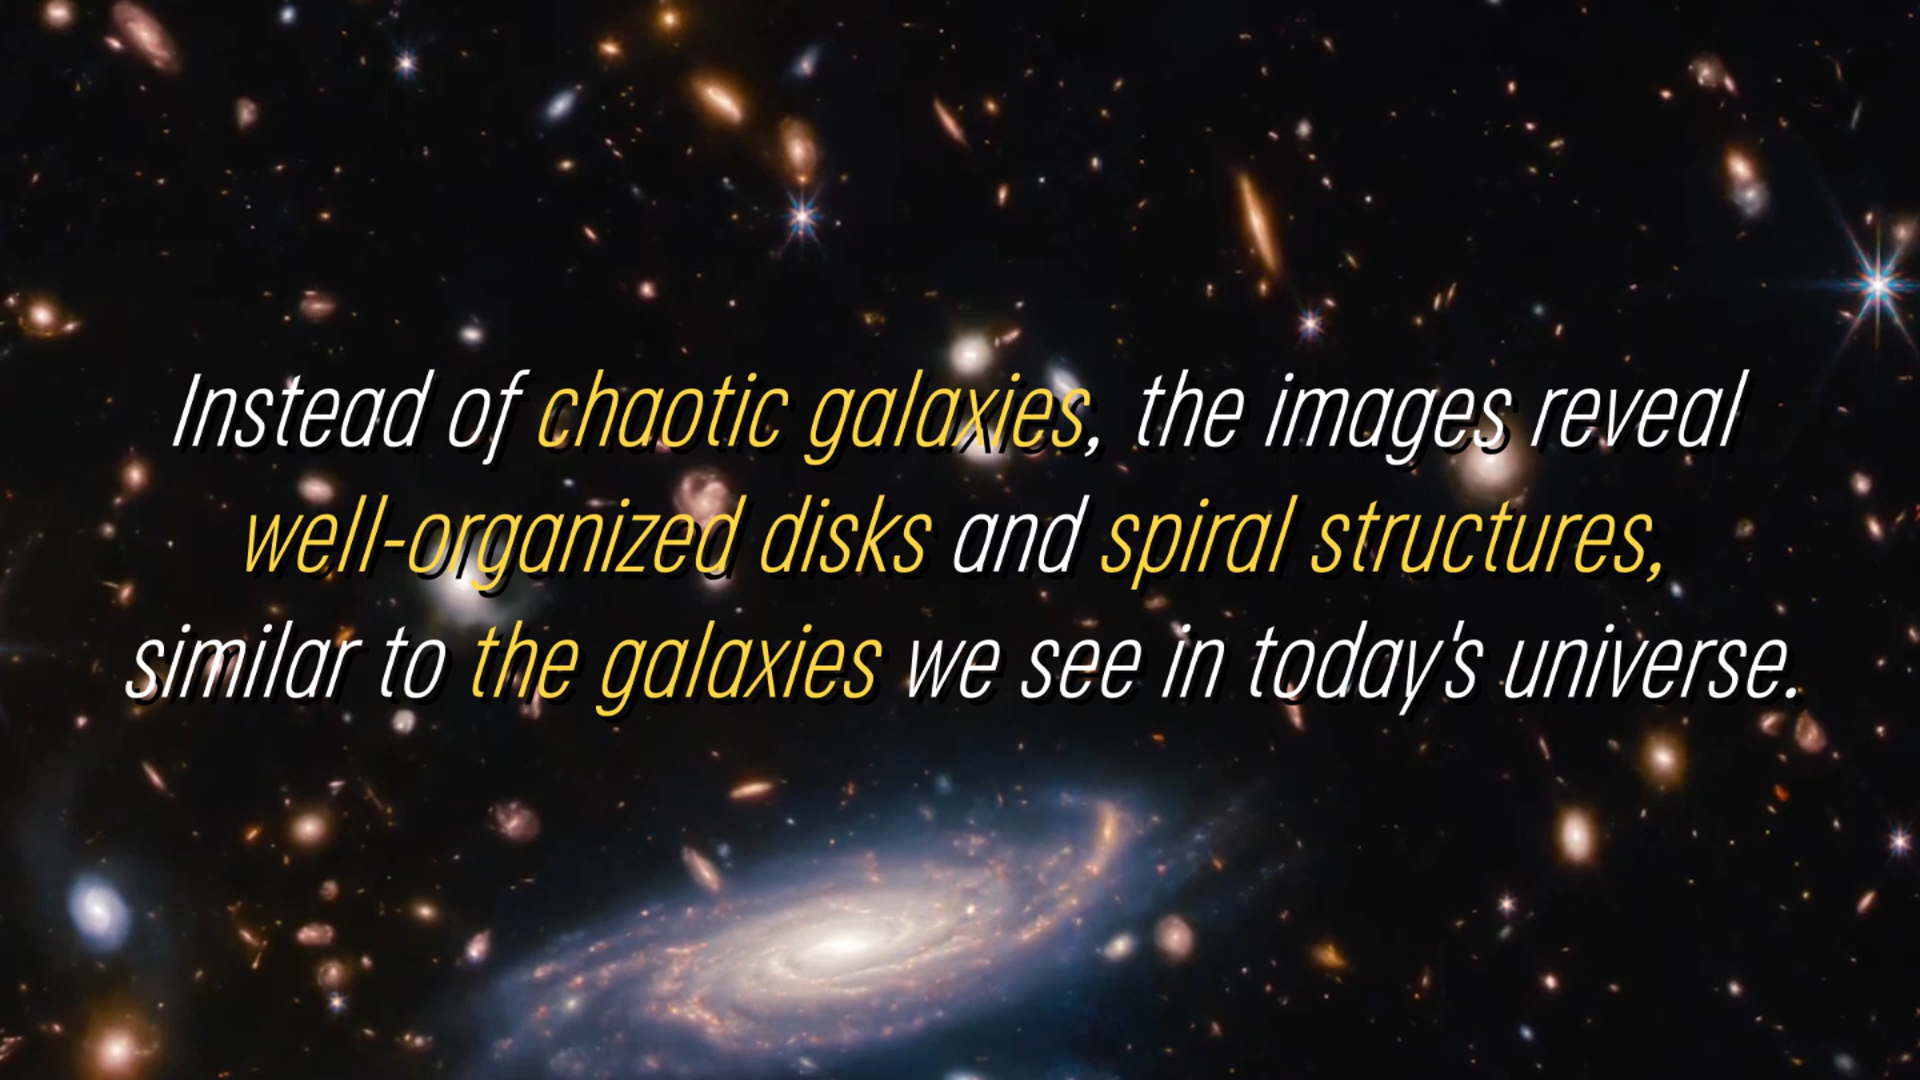 Instead of chaotic galaxies, the images reveal
well-organized disks and spiral structures,
similar to the galaxies we see in today's universe.